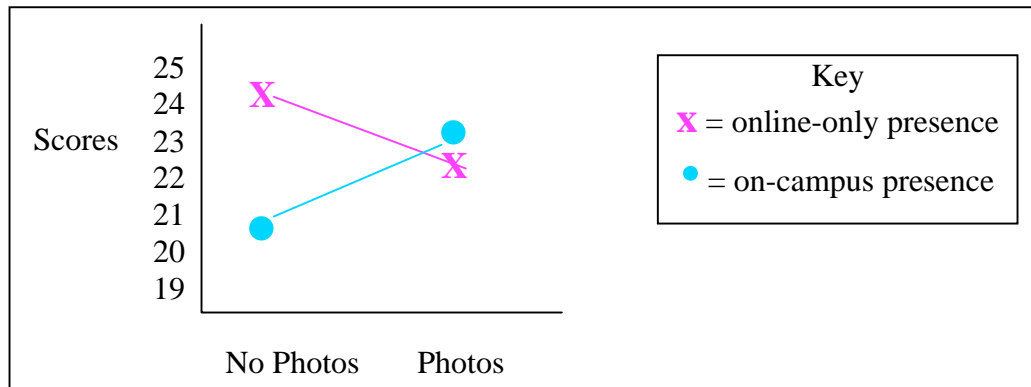 25
24
23
22
21
20
19
Scores
No Photos Photos
Key
X = online-only presence
= on-campus presence